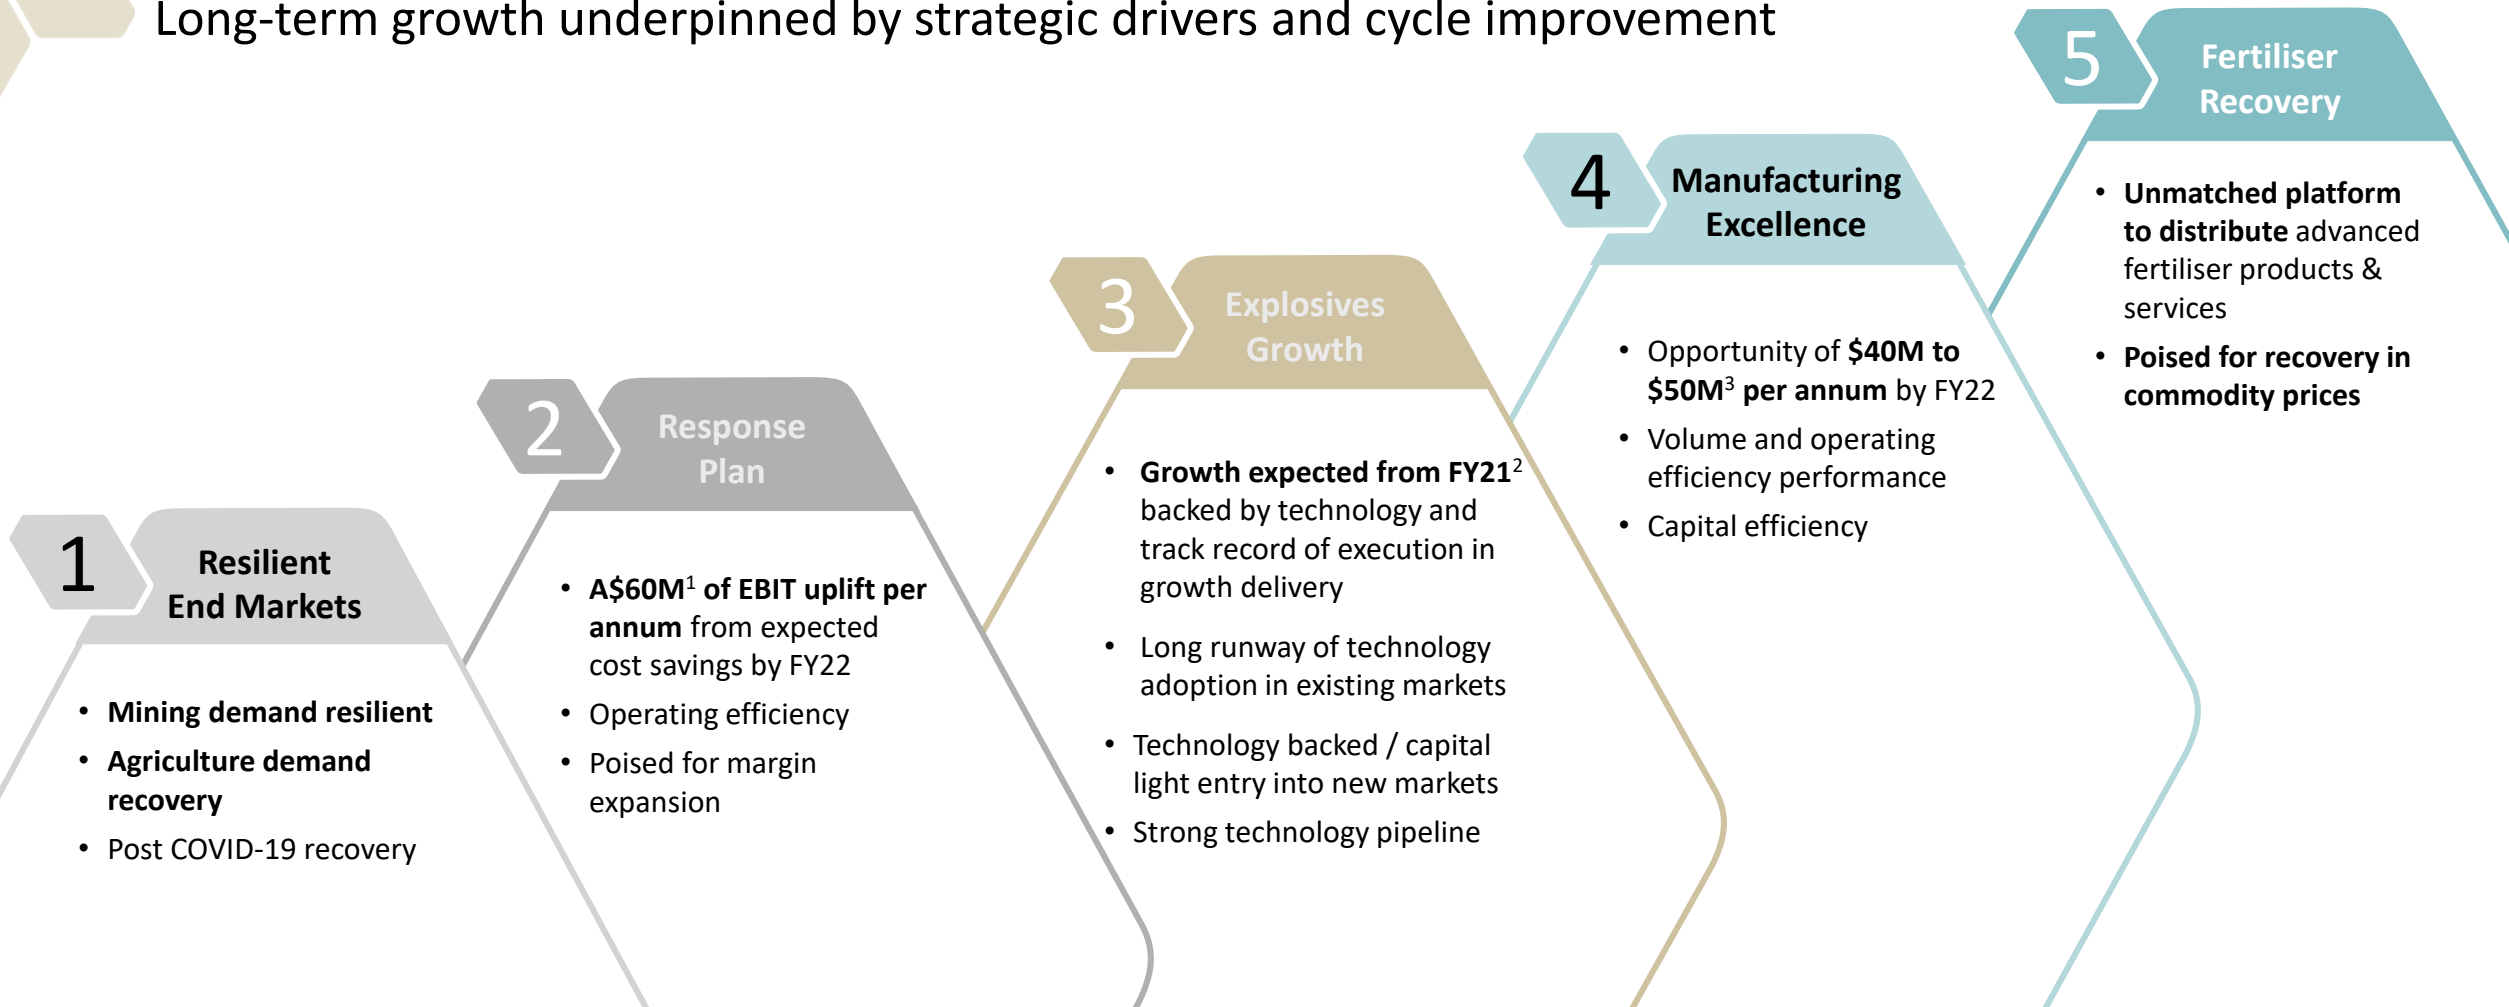 Long-term growth underpinned by strategic drivers and cycle improvement
1
Resilient
End Markets
• Mining demand resilient
• Agriculture demand
recovery
• Post COVID-19 recovery
2
Response
Plan
• A$60M¹ of EBIT uplift per
annum from expected
cost savings by FY22
• Operating efficiency
• Poised for margin
expansion
3
Explosives
Growth
• Growth expected from FY21²
backed by technology and
track record of execution in
growth delivery
• Long runway of technology
adoption in existing markets
• Technology backed / capital
light entry into new markets
• Strong technology pipeline
4
Manufacturing
Excellence
• Opportunity of $40M to
$50M³ per annum by FY22
• Volume and operating
efficiency performance
• Capital efficiency
5
Fertiliser
Recovery
• Unmatched platform
to distribute advanced
fertiliser products &
services
• Poised for recovery in
commodity prices